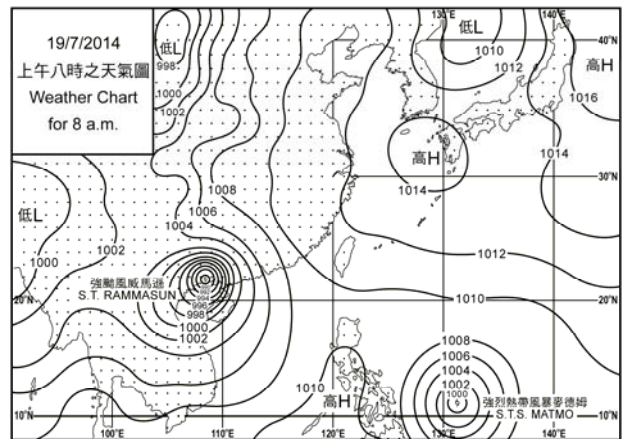 19/7/2014
上午八時之天氣圖
Weather Chart
for 8 a.m.
130°E
140°E
低L
998
1000
1002
低L
1010
1012
40°N
高H
1016
高H
1014
1014
30°N
1008
1006
1004
低L
1002
1000
1012
1010
強颱風威馬遜
S.T. RAMMASUN
992
994
996
998
1000
1002
20°N
20°N
1008
1006
1004
1002
1000
1010
高H
強烈熱帶風暴麥德姆
S.T.S. MATMO
10°N
10°N
100°E
110°E
120°E
130°E
140°E